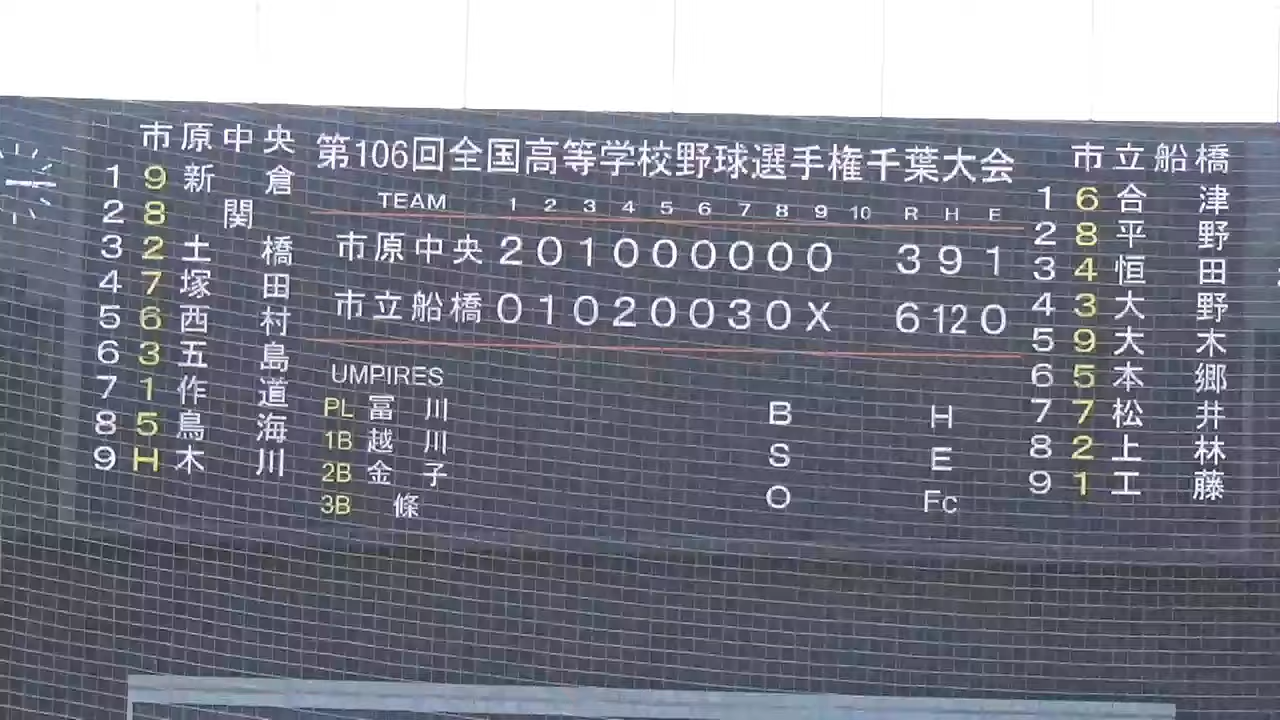 市原中央
1 9 新倉
2 8 関
3 2 土橋
4 7 塚田
5 6 西村
6 3 五島
7 1 作道
8 5 鳥海
9 H 木川
第106回全国高等学校野球選手権千葉大会
TEAM 1 2 3 4 5 6 7 8 9 10 R H E
市原中央 2 0 1 0 0 0 0 0 0 3 9 1
市立船橋 0 1 0 2 0 0 3 0 X 6 12 0
UMPIRES
PL 冨川
1B 越川
2B 金子
3B 條
B H
S E
O Fc
市立船橋
1 6 合津
2 8 平野
3 4 恒田
4 3 大野
5 9 大木
6 5 本郷
7 7 松井
8 2 上林
9 1 工藤